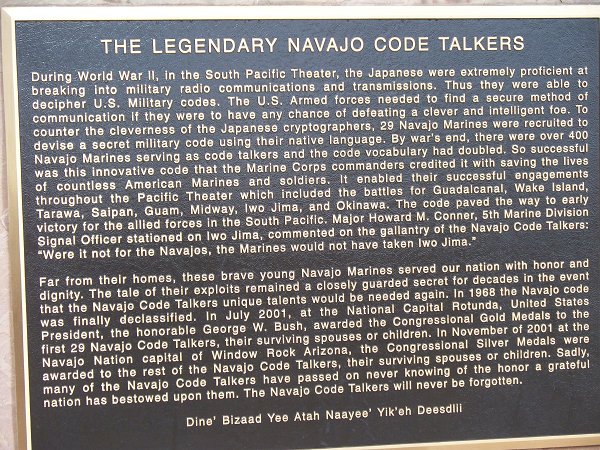 THE LEGENDARY NAVAJO CODE TALKERS
During World War II, in the South Pacific Theater, the Japanese were extremely proficient at
breaking into military radio communications and transmissions. Thus they were able to
decipher U.S. Military codes. The U.S. Armed forces needed to find a secure method of
communication if they were to have any chance of defeating a clever and intelligent foe. To
counter the cleverness of the Japanese cryptographers, 29 Navajo Marines were recruited to
devise a secret military code using their native language. By war's end, there were over 400
Navajo Marines serving as code talkers and the code vocabulary had doubled. So successful
was this innovative code that the Marine Corps commanders credited it with saving the lives
of countless American Marines and soldiers. It enabled their successful engagements
throughout the Pacific Theater which included the battles for Guadalcanal, Wake Island,
Tarawa, Saipan, Guam, Midway, Iwo Jima, and Okinawa. The code paved the way to early
victory for the allied forces in the South Pacific. Major Howard M. Conner, 5th Marine Division
Signal Officer stationed on Iwo Jima, commented on the gallantry of the Navajo Code Talkers:
"Were it not for the Navajos, the Marines would not have taken Iwo Jima."
Far from their homes, these brave young Navajo Marines served our nation with honor and
dignity. The tale of their exploits remained a closely guarded secret for decades in the event
that the Navajo Code Talkers unique talents would be needed again. In 1968 the Navajo code
was finally declassified. In July 2001, at the National Capital Rotunda, United States
President, the honorable George W. Bush, awarded the Congressional Gold Medals to the
first 29 Navajo Code Talkers, their surviving spouses or children. In November of 2001 at the
Navajo Nation capital of Window Rock Arizona, the Congressional Silver Medals were
awarded to the rest of the Navajo Code Talkers, their surviving spouses or children. Sadly,
many of the Navajo Code Talkers have passed on never knowing of the honor a grateful
nation has bestowed upon them. The Navajo Code Talkers will never be forgotten.
Dine' Bizaad Yee Atah Naayee' Yik'eh Deesdlii